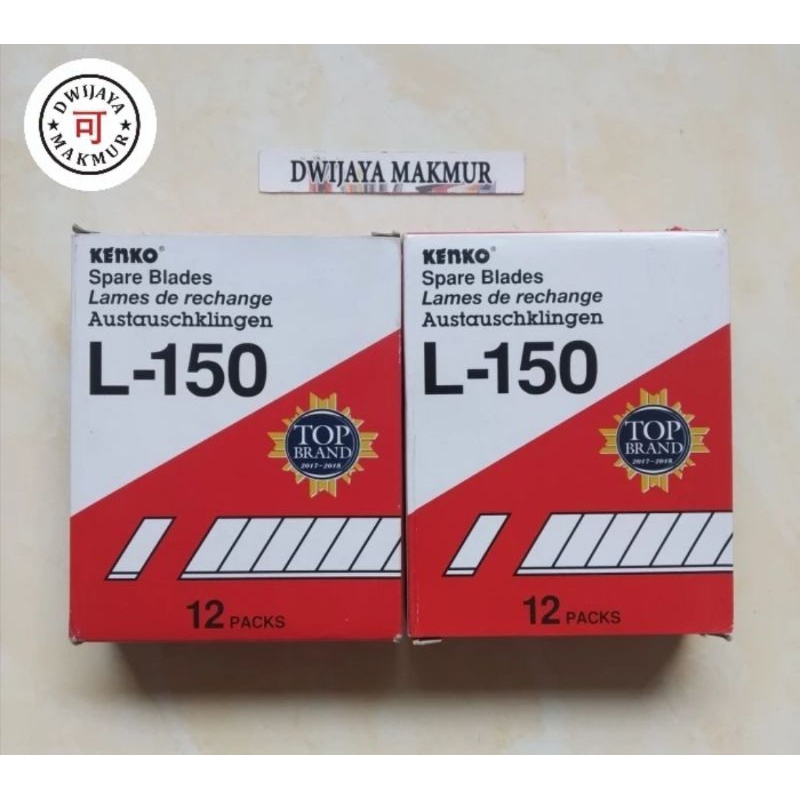 DWIJAYA
可
MAKMUR
DWIJAYA MAKMUR
KENKO®
Spare Blades
Lames de rechange
Austauschklingen
L-150
TOP
BRAND
2017-2018
12 PACKS
KENKO®
Spare Blades
Lames de rechange
Austauschklingen
L-150
TOP
BRAND
2017-2018
12 PACKS